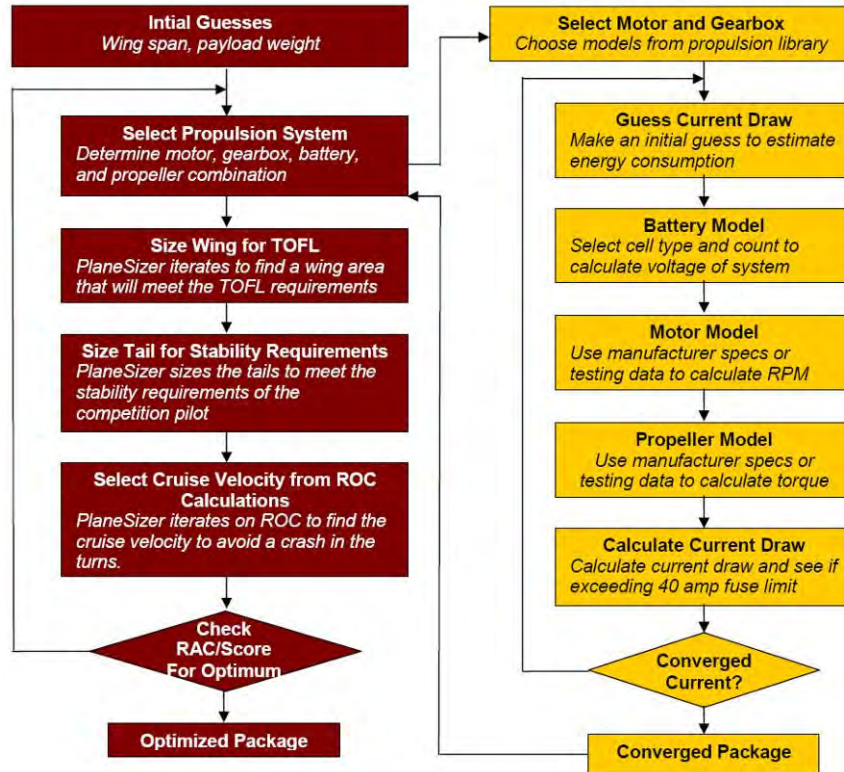 Intial Guesses
Wing span, payload weight
Select Propulsion System
Determine motor, gearbox, battery,
and propeller combination
Size Wing for TOFL
PlaneSizer iterates to find a wing area
that will meet the TOFL requirements
Size Tail for Stability Requirements
PlaneSizer sizes the tails to meet the
stability requirements of the
competition pilot
Select Cruise Velocity from ROC
Calculations
PlaneSizer iterates on ROC to find the
cruise velocity to avoid a crash in the
turns.
Check
RAC/Score
For Optimum
Optimized Package
Select Motor and Gearbox
Choose models from propulsion library
Guess Current Draw
Make an initial guess to estimate
energy consumption
Battery Model
Select cell type and count to
calculate voltage of system
Motor Model
Use manufacturer specs or
testing data to calculate RPM
Propeller Model
Use manufacturer specs or
testing data to calculate torque
Calculate Current Draw
Calculate current draw and see if
exceeding 40 amp fuse limit
Converged
Current?
Converged Package